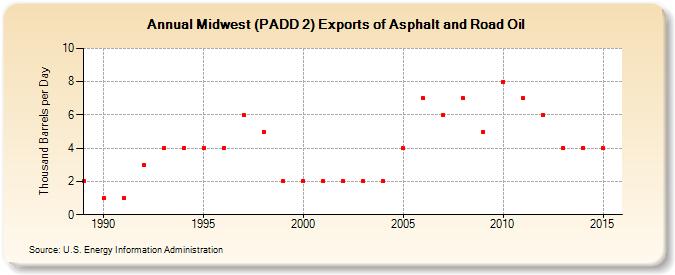 Annual Midwest (PADD 2) Exports of Asphalt and Road Oil
Thousand Barrels per Day
10
8
6
4
2
0
1990 1995 2000 2005 2010 2015
Source: U.S. Energy Information Administration